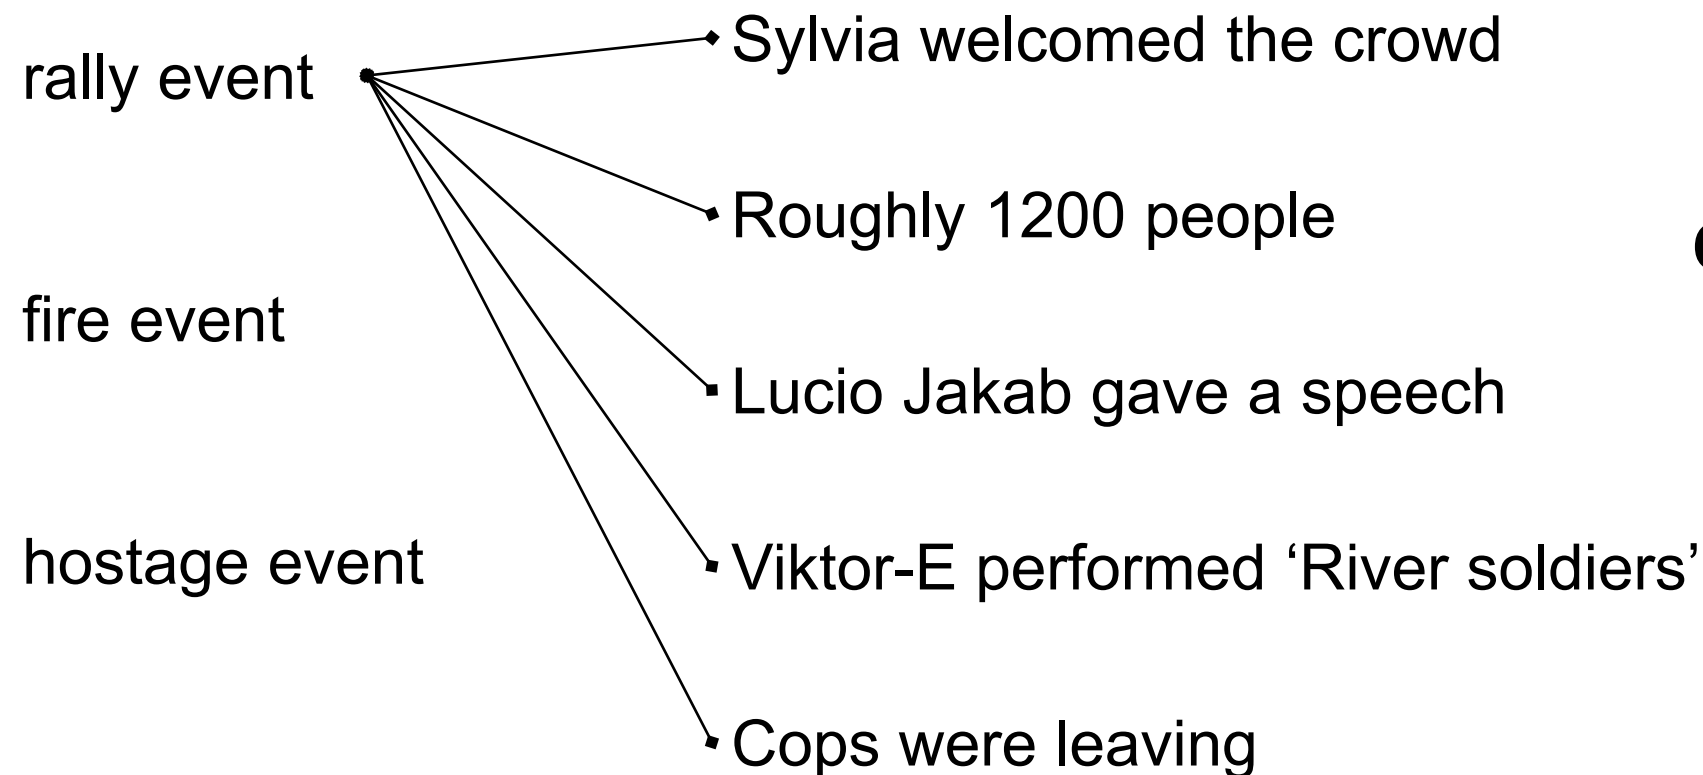 rally event
fire event
hostage event
Sylvia welcomed the crowd
Roughly 1200 people
Lucio Jakab gave a speech
Viktor-E performed ‘River soldiers’
Cops were leaving